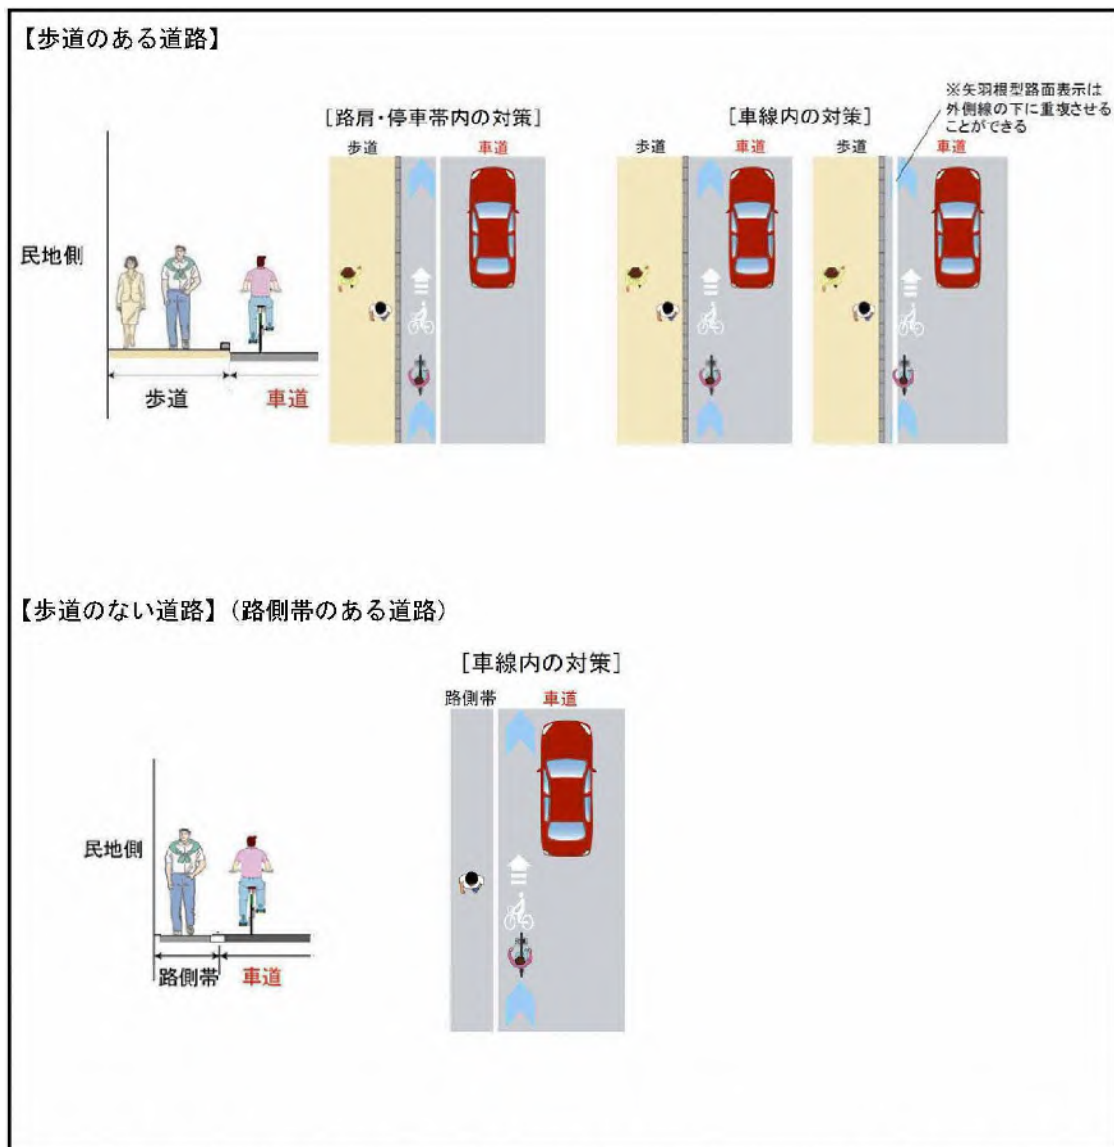 【歩道のある道路】
※矢羽根型路面表示は
外側線の下に重複させる
ことができる
[路肩・停車帯内の対策]
[車線内の対策]
歩道 車道
歩道 車道
歩道 車道
民地側
歩道 車道
【歩道のない道路】（路側帯のある道路）
[車線内の対策]
路側帯 車道
民地側
路側帯 車道